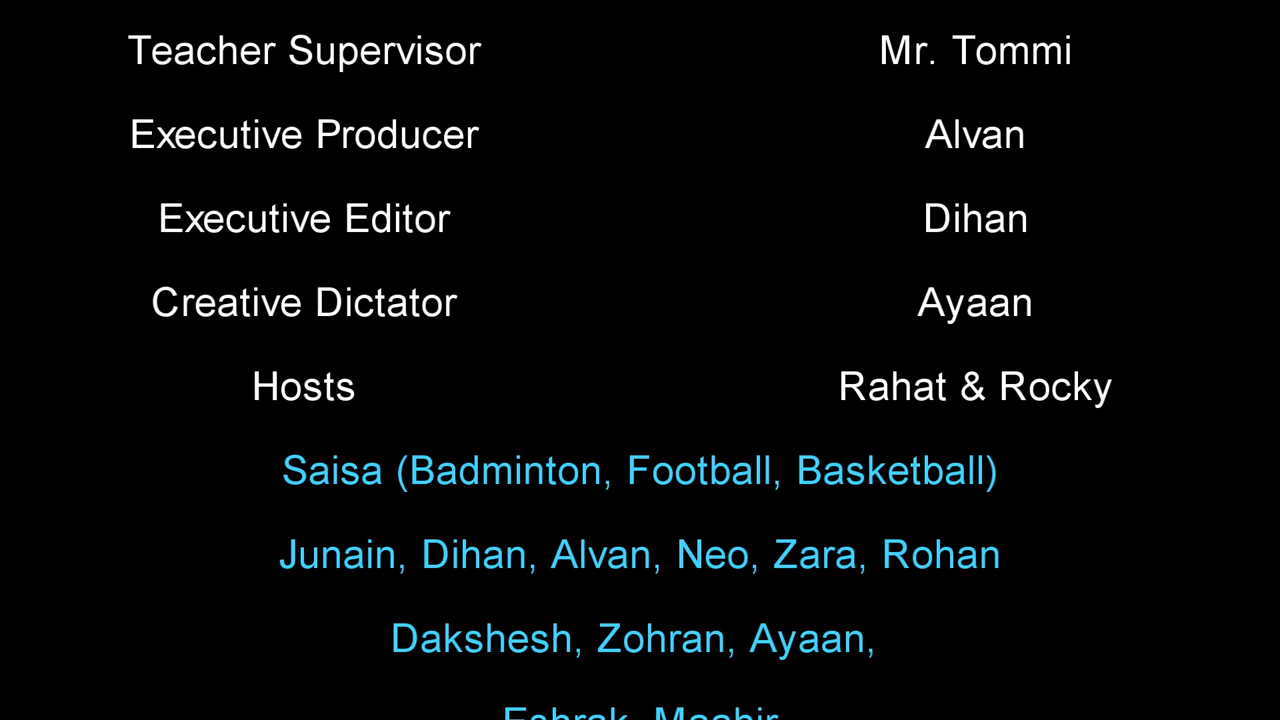 Teacher Supervisor Mr. Tommi
Executive Producer Alvan
Executive Editor Dihan
Creative Dictator Ayaan
Hosts Rahat & Rocky
Saisa (Badminton, Football, Basketball)
Junain, Dihan, Alvan, Neo, Zara, Rohan
Dakshesh, Zohran, Ayaan,